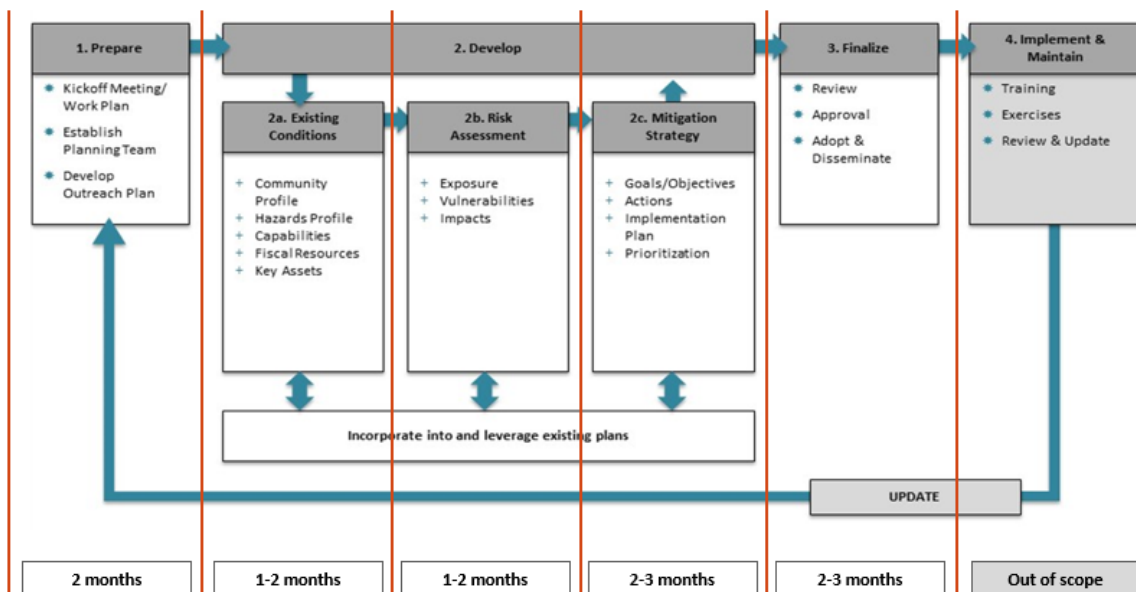 1. Prepare
Kickoff Meeting/
Work Plan
Establish
Planning Team
Develop
Outreach Plan
2. Develop
2a. Existing
Conditions
+ Community
Profile
+ Hazards Profile
+ Capabilities
+ Fiscal Resources
+ Key Assets
2b. Risk
Assessment
+ Exposure
+ Vulnerabilities
+ Impacts
2c. Mitigation
Strategy
+ Goals/Objectives
+ Actions
+ Implementation
Plan
+ Prioritization
Incorporate into and leverage existing plans
3. Finalize
Review
Approval
Adopt &
Disseminate
4. Implement &
Maintain
Training
Exercises
Review & Update
UPDATE
2 months
1-2 months
1-2 months
2-3 months
2-3 months
Out of scope